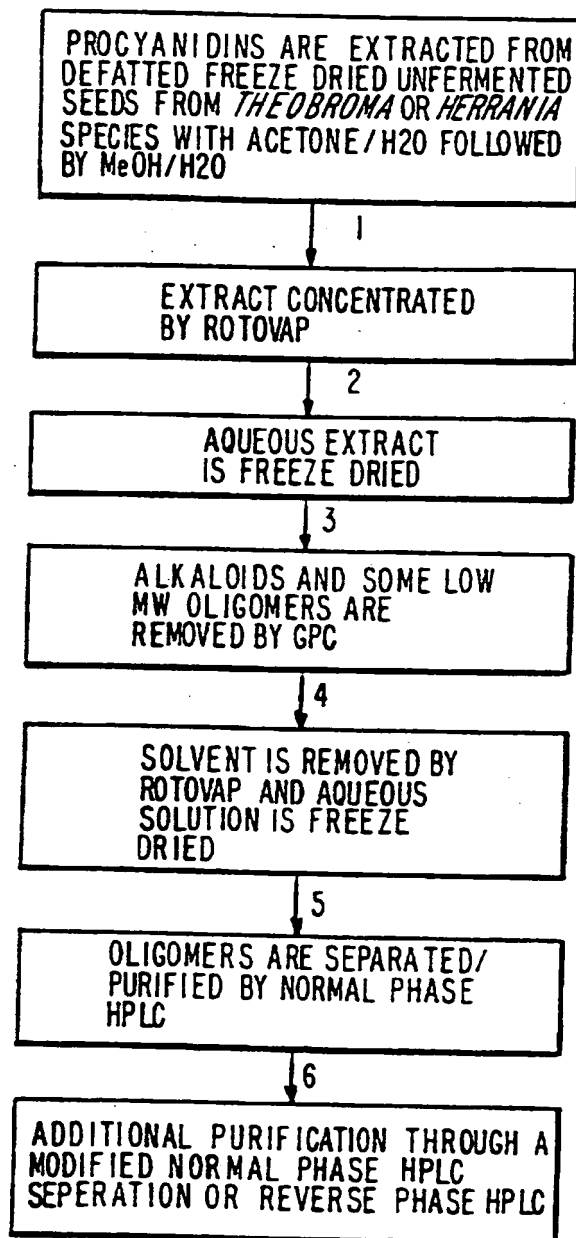 PROCYANIDINS ARE EXTRACTED FROM
DEFATTED FREEZE DRIED UNFERMENTED
SEEDS FROM THEOBROMA OR HERRANIA
SPECIES WITH ACETONE/H2O FOLLOWED
BY MeOH/H2O
1
EXTRACT CONCENTRATED
BY ROTOVAP
2
AQUEOUS EXTRACT
IS FREEZE DRIED
3
ALKALOIDS AND SOME LOW
MW OLIGOMERS ARE
REMOVED BY GPC
4
SOLVENT IS REMOVED BY
ROTOVAP AND AQUEOUS
SOLUTION IS FREEZE
DRIED
5
OLIGOMERS ARE SEPARATED/
PURIFIED BY NORMAL PHASE
HPLC
6
ADDITIONAL PURIFICATION THROUGH A
MODIFIED NORMAL PHASE HPLC
SEPERATION OR REVERSE PHASE HPLC